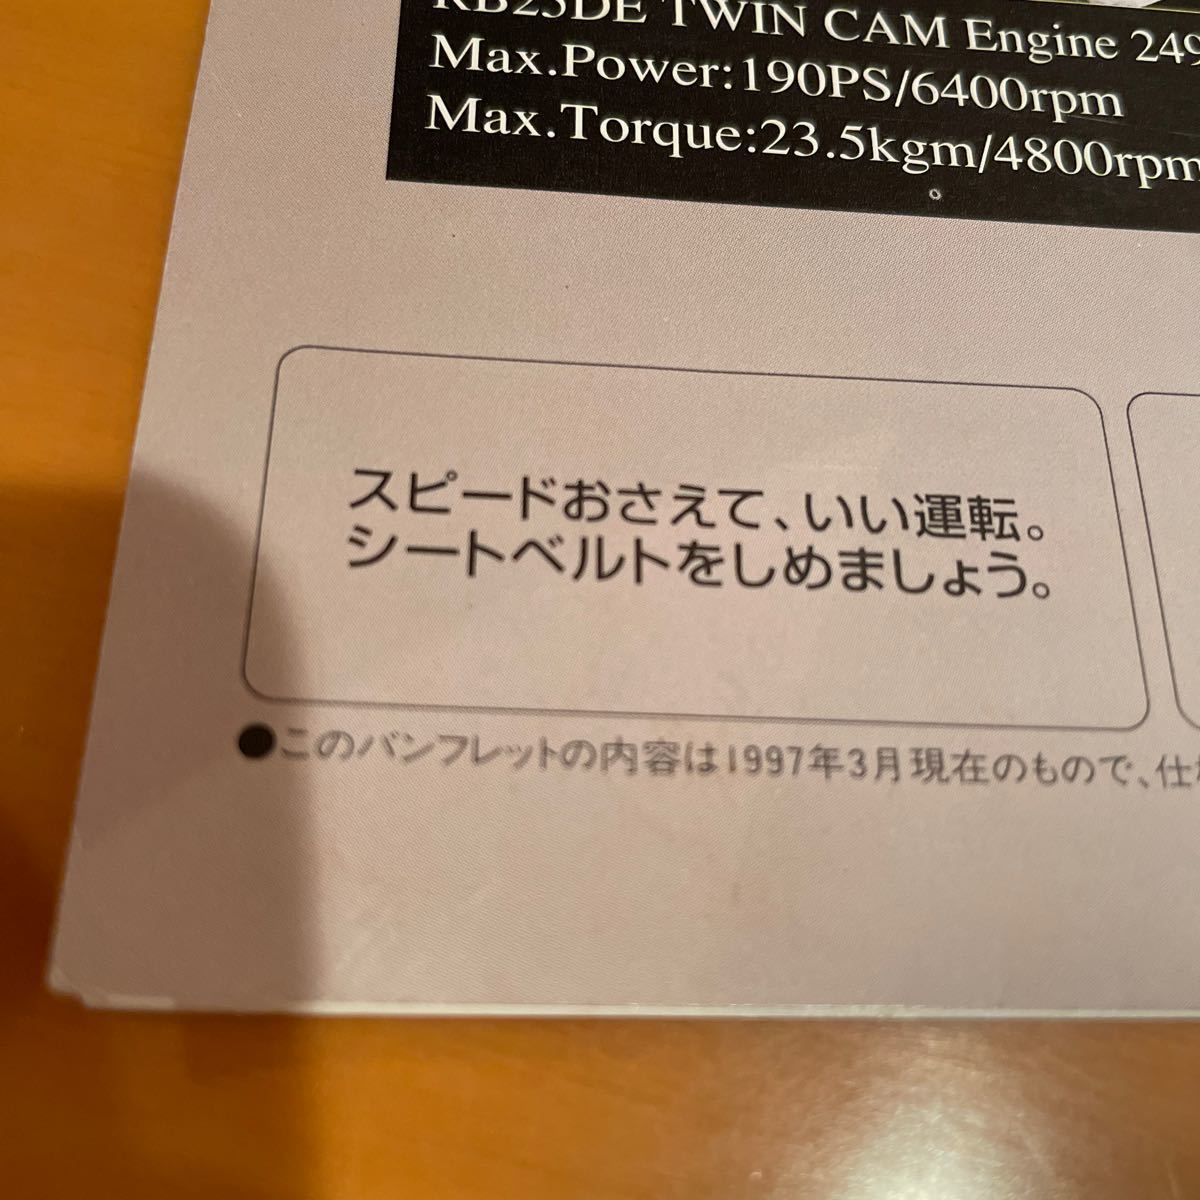 RB25DE TWIN CAM Engine 249
Max.Power:190PS/6400rpm
Max.Torque:23.5kgm/4800rpm
スピードおさえて、いい運転。
シートベルトをしめましょう。
●このパンフレットの内容は1997年3月現在のもので、仕